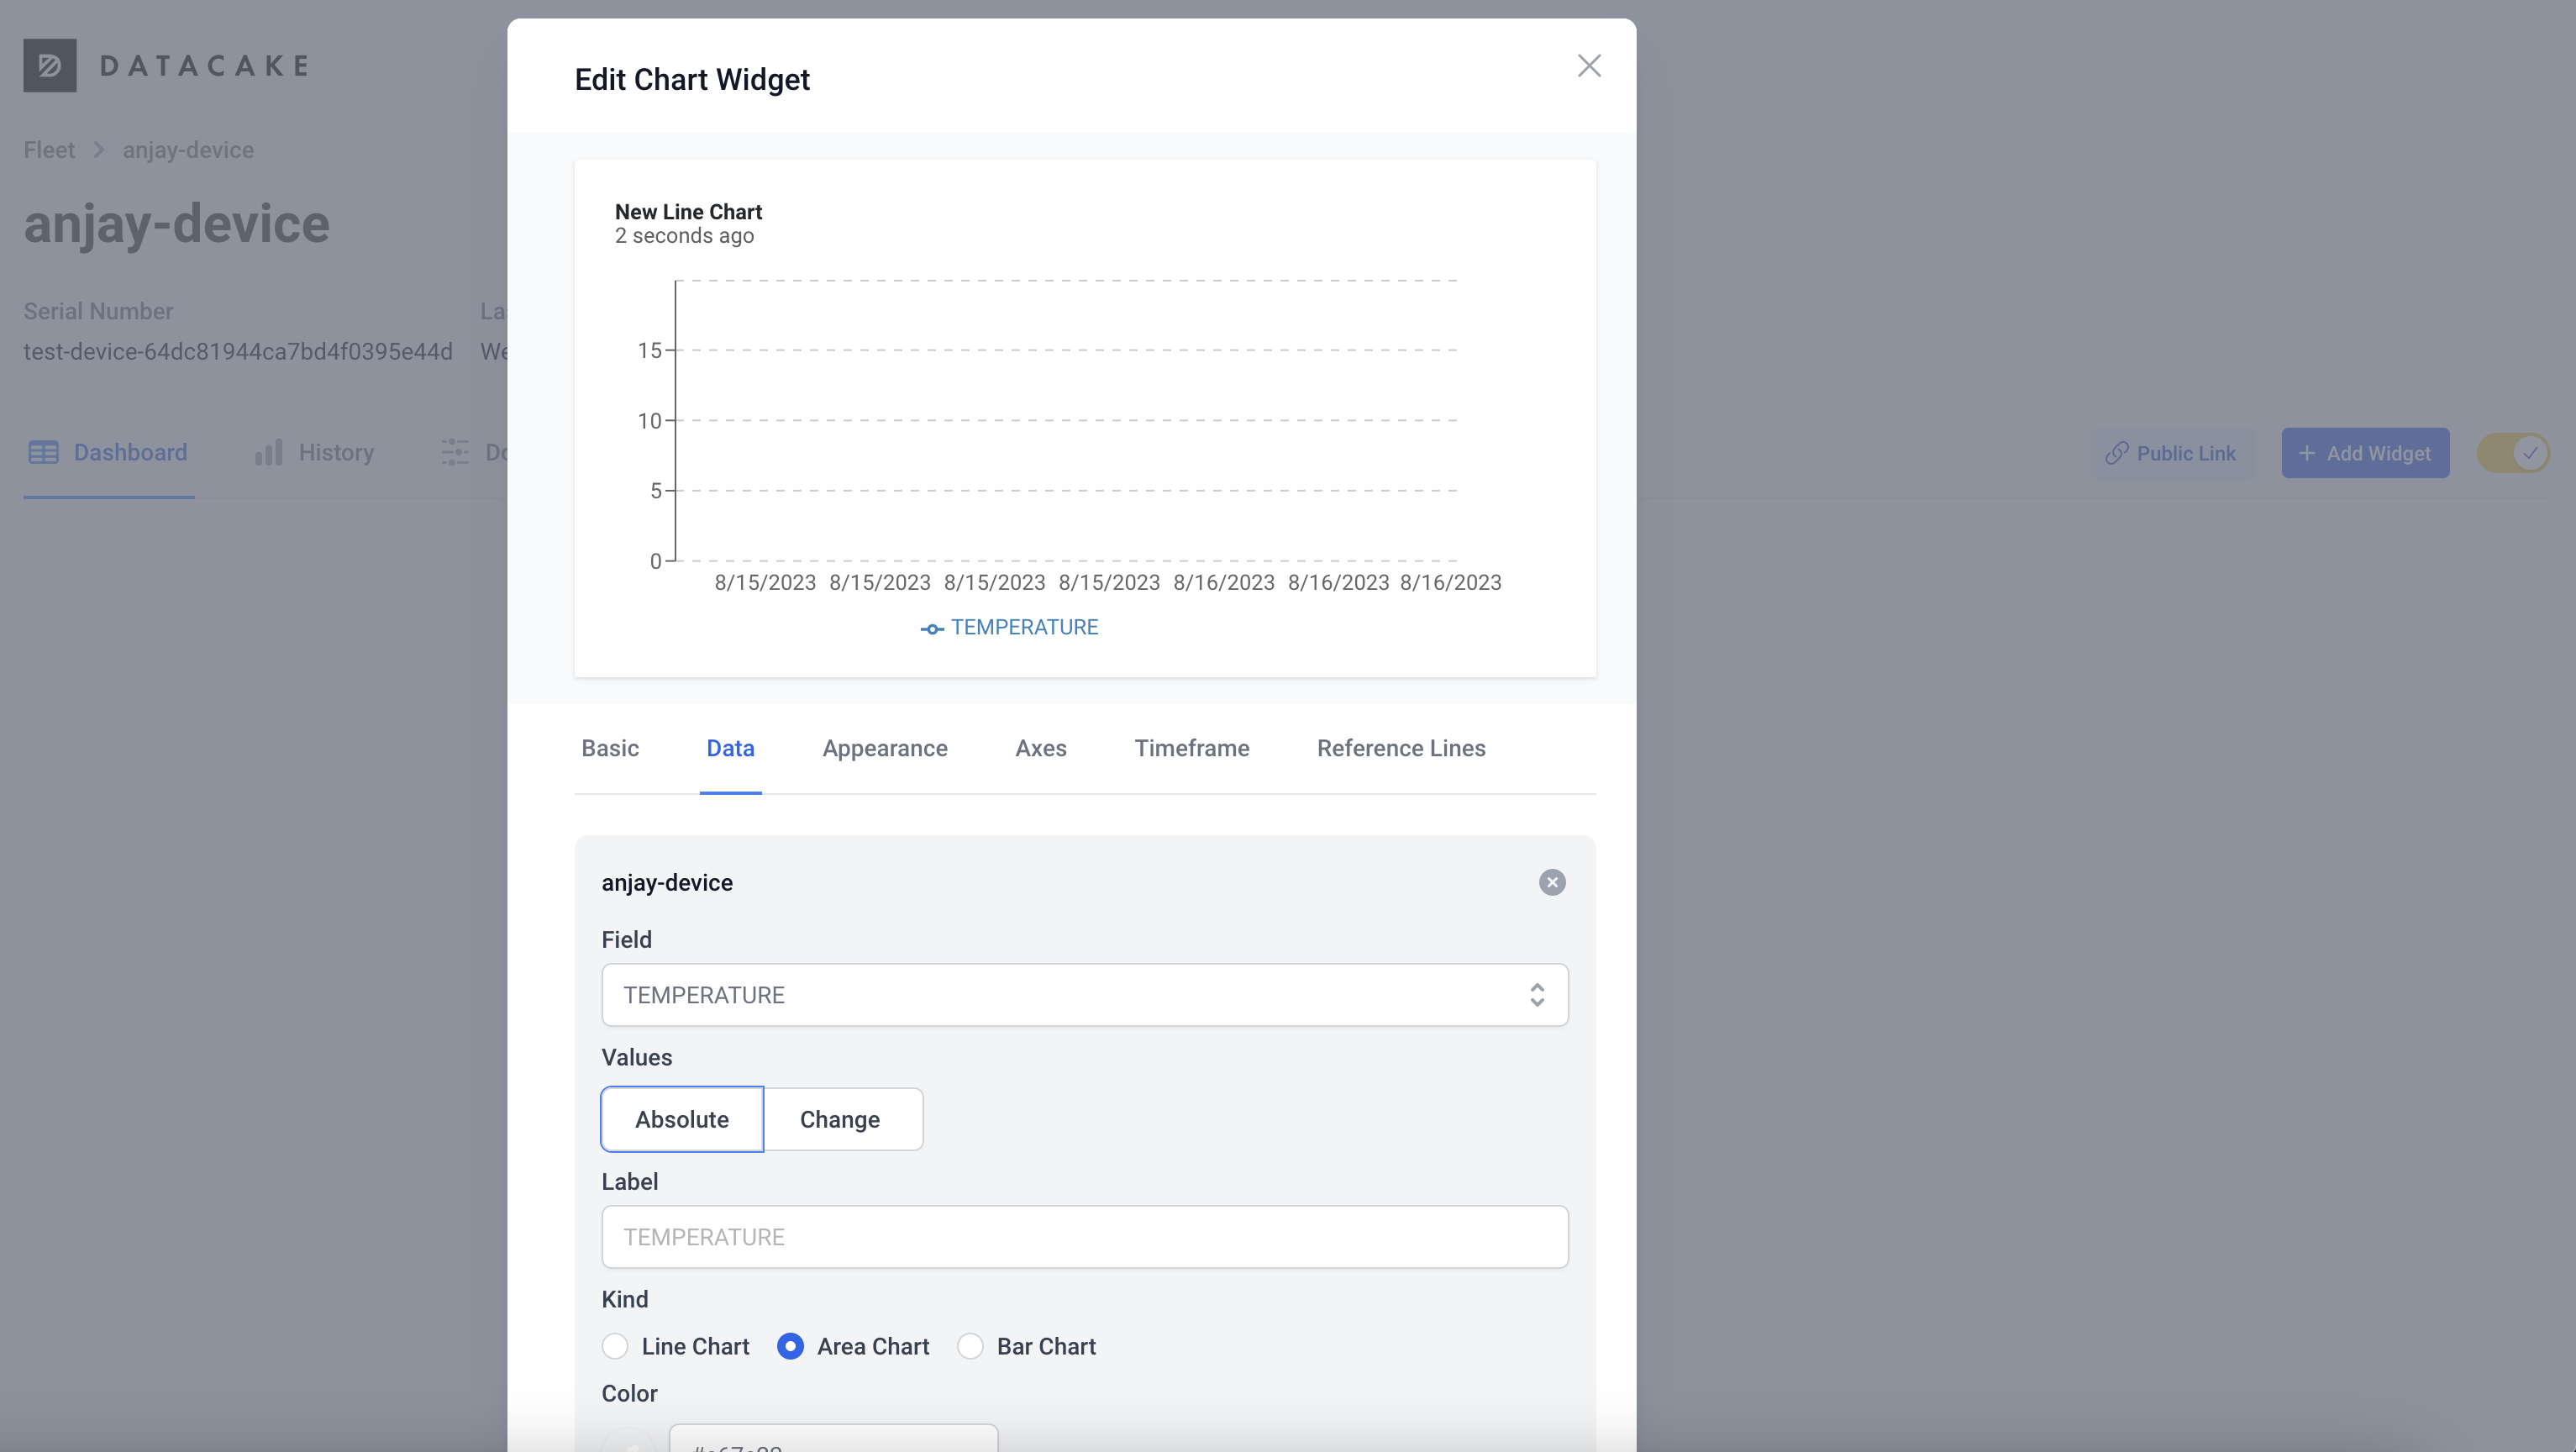 DATACAKE
Fleet > anjay-device
anjay-device
Serial Number
test-device-64dc81944ca7bd4f0395e44d
Dashboard
History
Public Link
+ Add Widget
Edit Chart Widget
New Line Chart
2 seconds ago
15
10
5
0
8/15/2023 8/15/2023 8/15/2023 8/15/2023 8/16/2023 8/16/2023 8/16/2023
TEMPERATURE
Basic Data Appearance Axes Timeframe Reference Lines
anjay-device
Field
TEMPERATURE
Values
Absolute Change
Label
TEMPERATURE
Kind
Line Chart Area Chart Bar Chart
Color